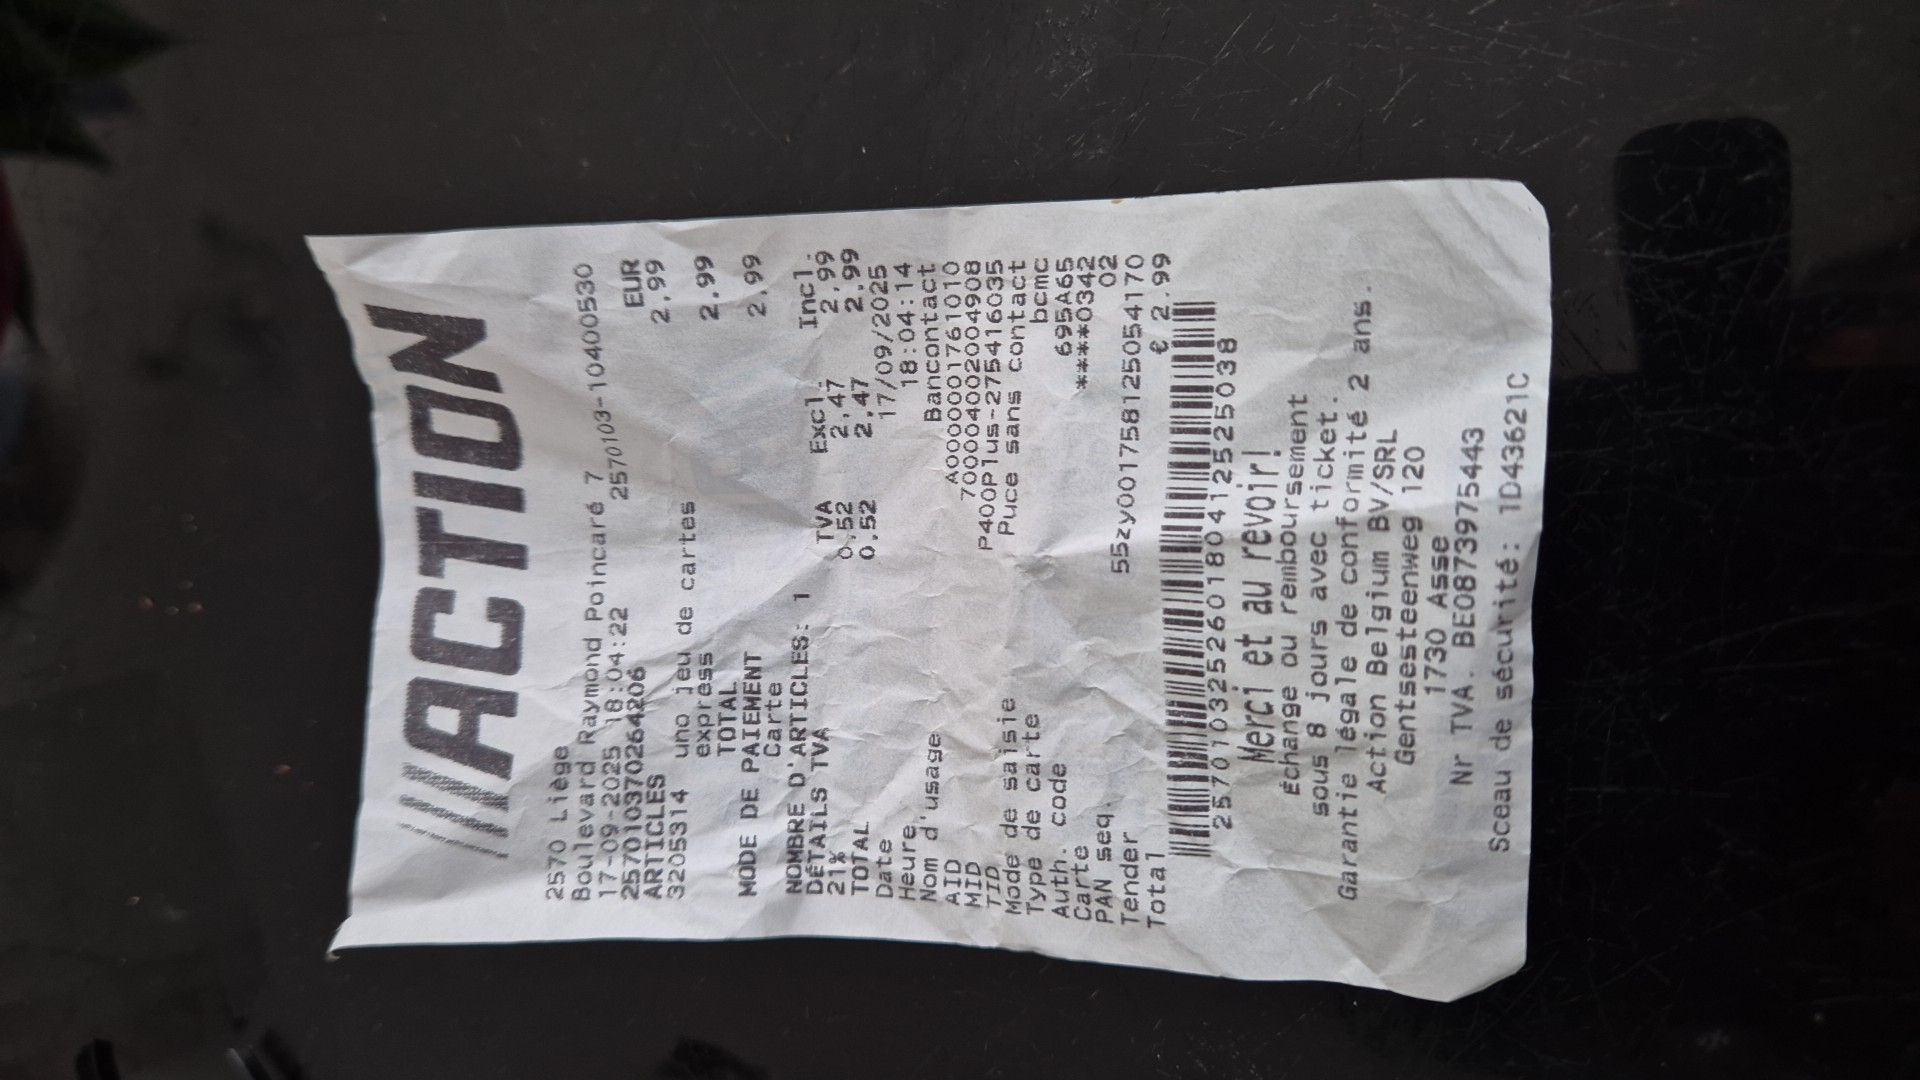 ACTION
2570 Liège
Boulevard Raymond Poincaré 7
17-09-2025 18:04:22 2570103-10400530
2570103702642O6
ARTICLES EUR
3205314 uno jeu de cartes 2,99
express
TOTAL 2,99
MODE DE PAIEMENT
Carte 2,99
NOMBRE D'ARTICLES: 1
DÉTAILS TVA TVA Excl. Incl.
21% 0,52 2,47 2,99
TOTAL 0,52 2,47 2,99
Date 17/09/2025
Heure 18:04:14
Nom d'usage Bancontact
AID A0000001761010
MID 700004002004908
TID P400Plus-275416035
Mode de saisie Puce sans contact
Type de carte bcmc
Auth. code 695A65
Carte ****0342
PAN seq. 02
Tender 55zy001758125054170
Total € 2.99
2570103252601804125225038
Merci et au revoir!
Échange ou remboursement
sous 8 jours avec ticket.
Garantie légale de conformité 2 ans.
Action Belgium BV/SRL
Gentsesteenweg 120
1730 Asse
Nr TVA. BE0873975443
Sceau de sécurité: 1D43621C